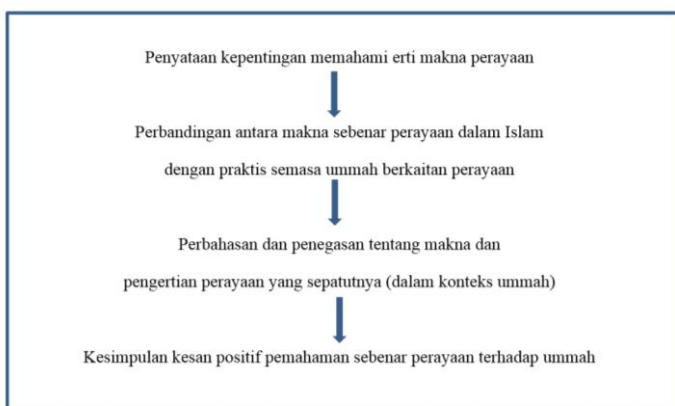 Penyataan kepentingan memahami erti makna perayaan
Perbandingan antara makna sebenar perayaan dalam Islam
dengan praktis semasa ummah berkaitan perayaan
Perbahasan dan penegasan tentang makna dan
pengertian perayaan yang sepatutnya (dalam konteks ummah)
Kesimpulan kesan positif pemahaman sebenar perayaan terhadap ummah